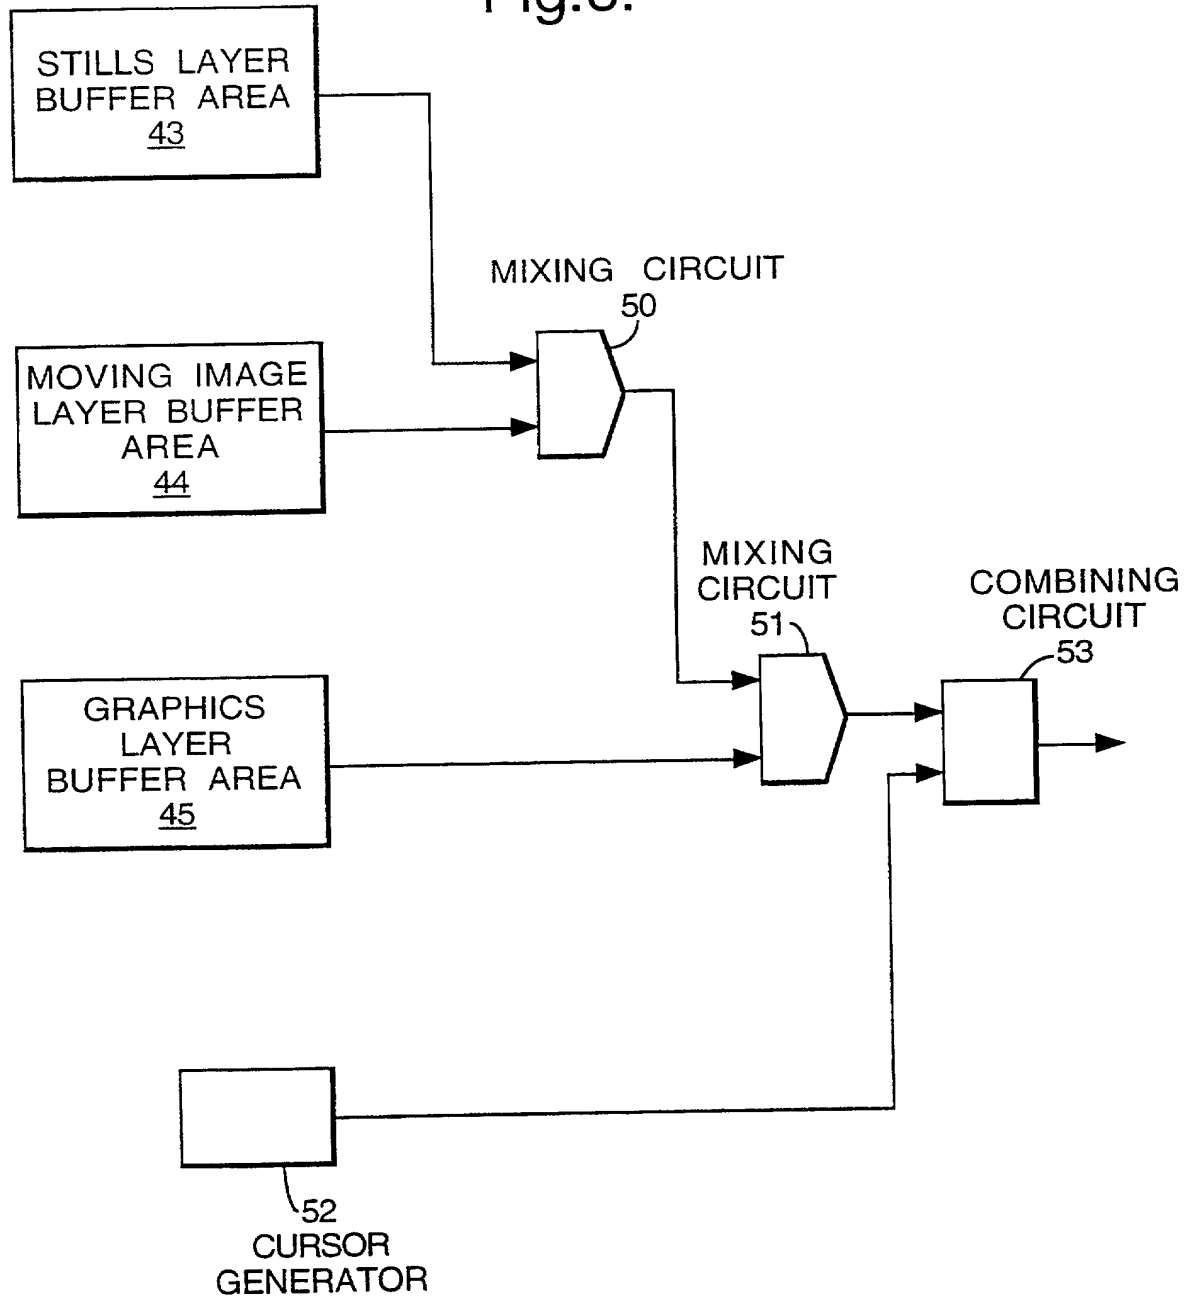 STILLS LAYER
BUFFER AREA
43
MIXING CIRCUIT
50
MOVING IMAGE
LAYER BUFFER
AREA
44
MIXING
CIRCUIT
51
COMBINING
CIRCUIT
53
GRAPHICS
LAYER
BUFFER AREA
45
52
CURSOR
GENERATOR